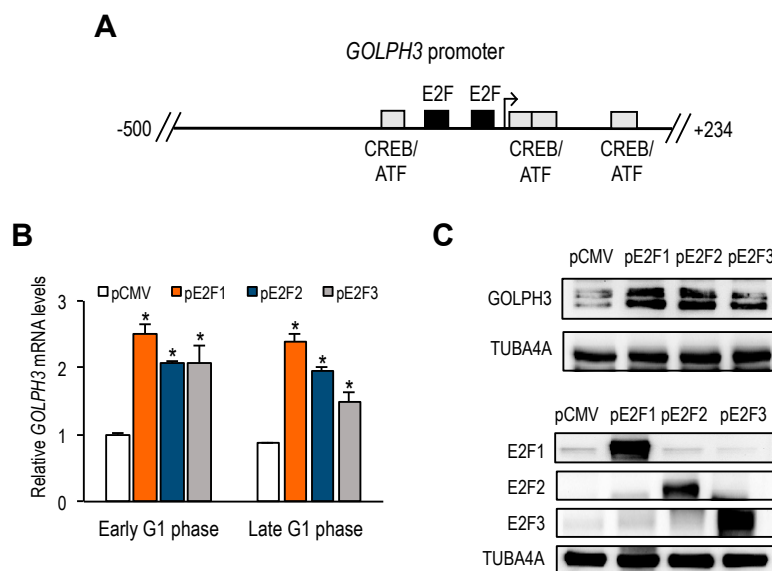 A
GOLPH3 promoter
E2F E2F
-500
+234
CREB/ CREB/ CREB/
ATF ATF ATF
B
pCMV pE2F1 pE2F2 pE2F3
Relative GOLPH3 mRNA levels
3
2
1
0
* * * * * *
Early G1 phase Late G1 phase
C
pCMV pE2F1 pE2F2 pE2F3
GOLPH3
TUBA4A
pCMV pE2F1 pE2F2 pE2F3
E2F1
E2F2
E2F3
TUBA4A